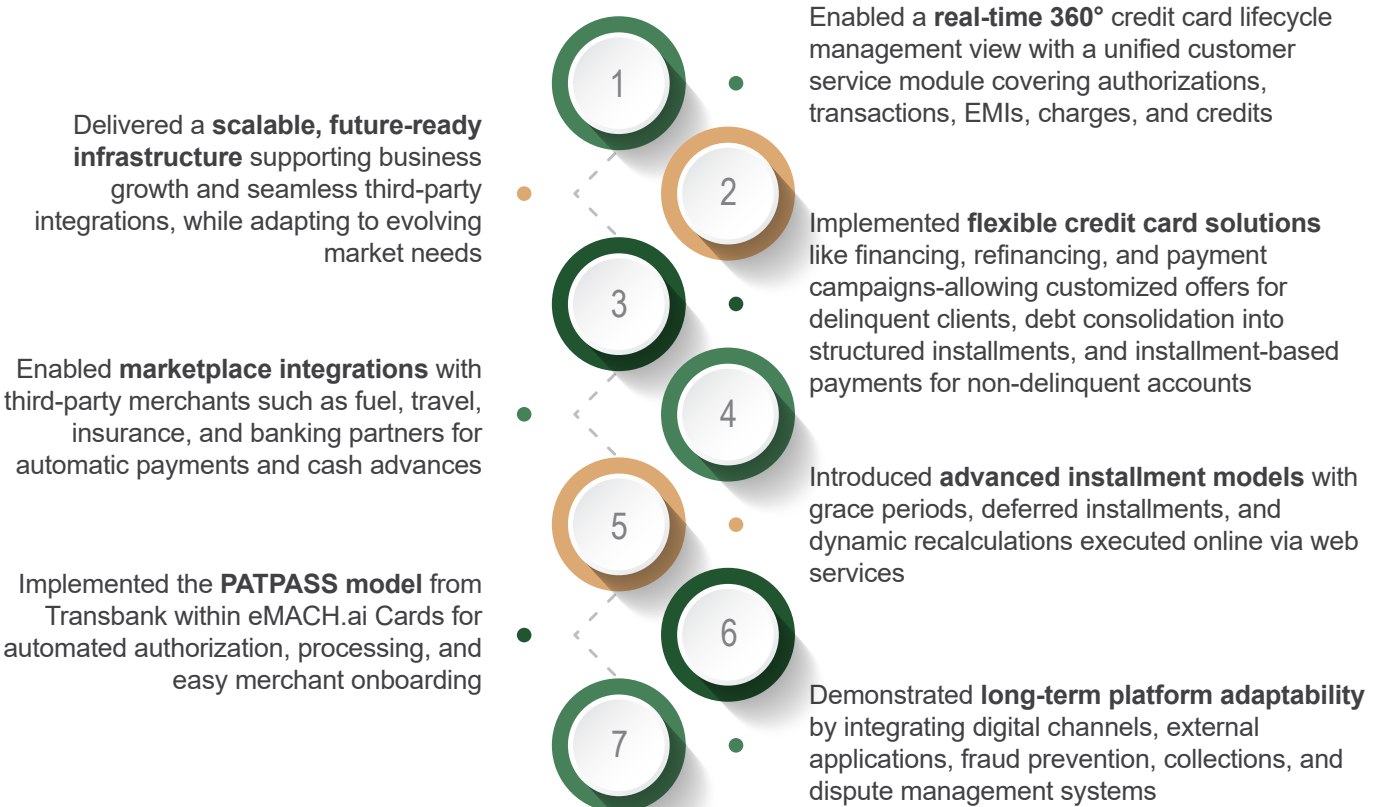 1
Enabled a real-time 360° credit card lifecycle
management view with a unified customer
service module covering authorizations,
transactions, EMIs, charges, and credits
2
Delivered a scalable, future-ready
infrastructure supporting business
growth and seamless third-party
integrations, while adapting to evolving
market needs
3
Implemented flexible credit card solutions
like financing, refinancing, and payment
campaigns-allowing customized offers for
delinquent clients, debt consolidation into
structured installments, and installment-based
payments for non-delinquent accounts
4
Enabled marketplace integrations with
third-party merchants such as fuel, travel,
insurance, and banking partners for
automatic payments and cash advances
5
Introduced advanced installment models with
grace periods, deferred installments, and
dynamic recalculations executed online via web
services
6
Implemented the PATPASS model from
Transbank within eMACH.ai Cards for
automated authorization, processing, and
easy merchant onboarding
7
Demonstrated long-term platform adaptability
by integrating digital channels, external
applications, fraud prevention, collections, and
dispute management systems